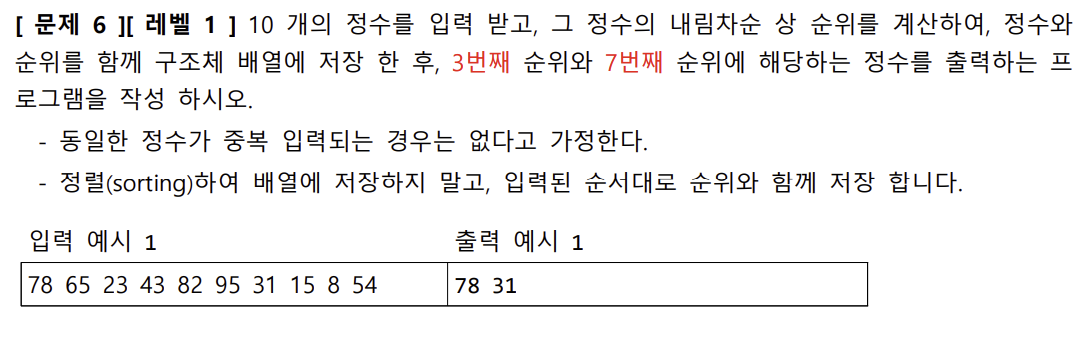 [ 문제 6 ][ 레벨 1 ] 10 개의 정수를 입력 받고, 그 정수의 내림차순 상 순위를 계산하여, 정수와
순위를 함께 구조체 배열에 저장 한 후, 3번째 순위와 7번째 순위에 해당하는 정수를 출력하는 프
로그램을 작성 하시오.
- 동일한 정수가 중복 입력되는 경우는 없다고 가정한다.
- 정렬(sorting)하여 배열에 저장하지 말고, 입력된 순서대로 순위와 함께 저장 합니다.
입력 예시 1 출력 예시 1
78 65 23 43 82 95 31 15 8 54 78 31